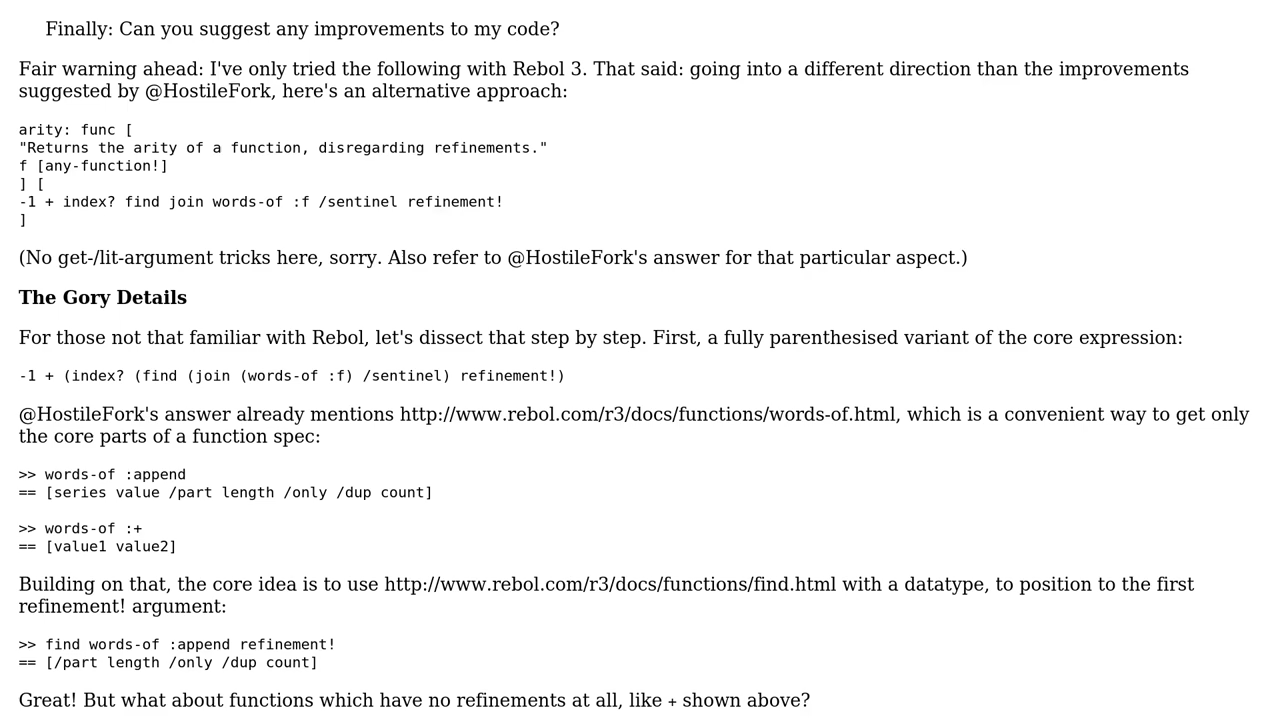 Finally: Can you suggest any improvements to my code?
Fair warning ahead: I've only tried the following with Rebol 3. That said: going into a different direction than the improvements
suggested by @HostileFork, here's an alternative approach:
arity: func [
"Returns the arity of a function, disregarding refinements."
f [any-function!]
] [
-1 + index? find join words-of :f /sentinel refinement!
]
(No get-/lit-argument tricks here, sorry. Also refer to @HostileFork's answer for that particular aspect.)
The Gory Details
For those not that familiar with Rebol, let's dissect that step by step. First, a fully parenthesised variant of the core expression:
-1 + (index? (find (join (words-of :f) /sentinel) refinement!)
@HostileFork's answer already mentions http://www.rebol.com/r3/docs/functions/words-of.html, which is a convenient way to get only
the core parts of a function spec:
>> words-of :append
== [series value /part length /only /dup count]
>> words-of :+
== [value1 value2]
Building on that, the core idea is to use http://www.rebol.com/r3/docs/functions/find.html with a datatype, to position to the first
refinement! argument:
>> find words-of :append refinement!
== [/part length /only /dup count]
Great! But what about functions which have no refinements at all, like + shown above?